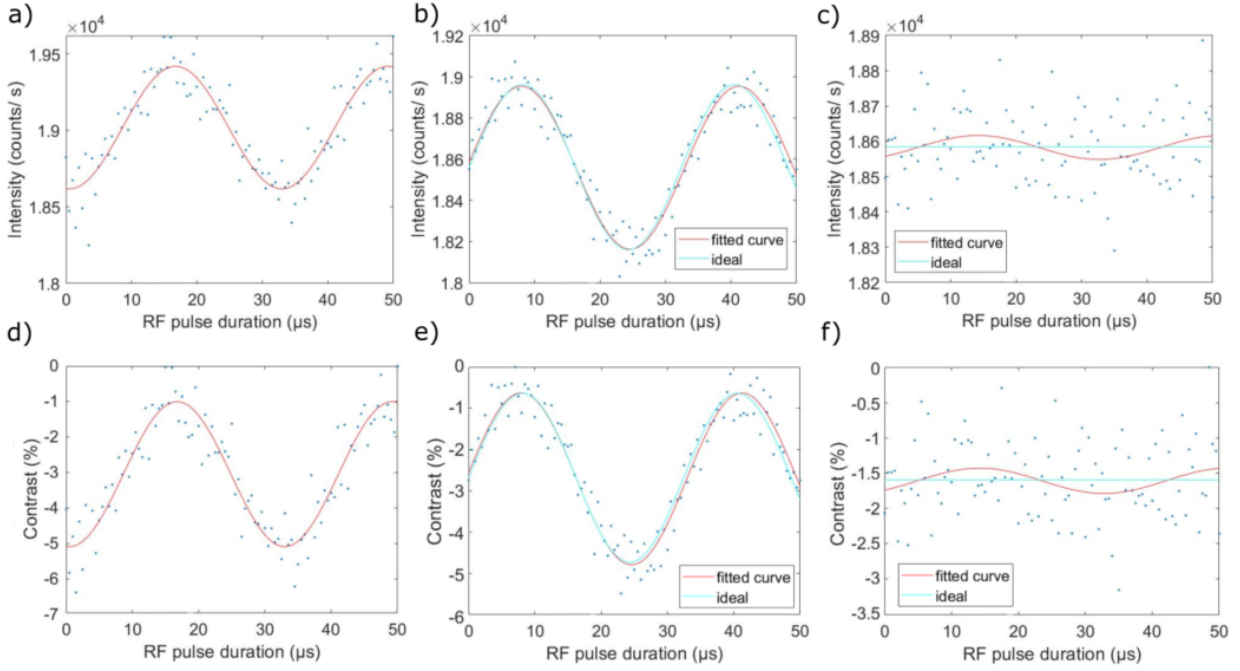 a)
×10⁴
1.95
1.9
1.85
1.8
Intensity (counts/ s)
0 10 20 30 40 50
RF pulse duration (μs)
b)
×10⁴
1.92
1.9
1.88
1.86
1.84
1.82
1.8
Intensity (counts/ s)
fitted curve
ideal
0 10 20 30 40 50
RF pulse duration (μs)
c)
×10⁴
1.89
1.88
1.87
1.86
1.85
1.84
1.83
1.82
Intensity (counts/ s)
fitted curve
ideal
0 10 20 30 40 50
RF pulse duration (μs)
d)
0
-1
-2
-3
-4
-5
-6
-7
Contrast (%)
0 10 20 30 40 50
RF pulse duration (μs)
e)
0
-1
-2
-3
-4
-5
-6
Contrast (%)
fitted curve
ideal
0 10 20 30 40 50
RF pulse duration (μs)
f)
0
-0.5
-1
-1.5
-2
-2.5
-3
-3.5
Contrast (%)
fitted curve
ideal
0 10 20 30 40 50
RF pulse duration (μs)